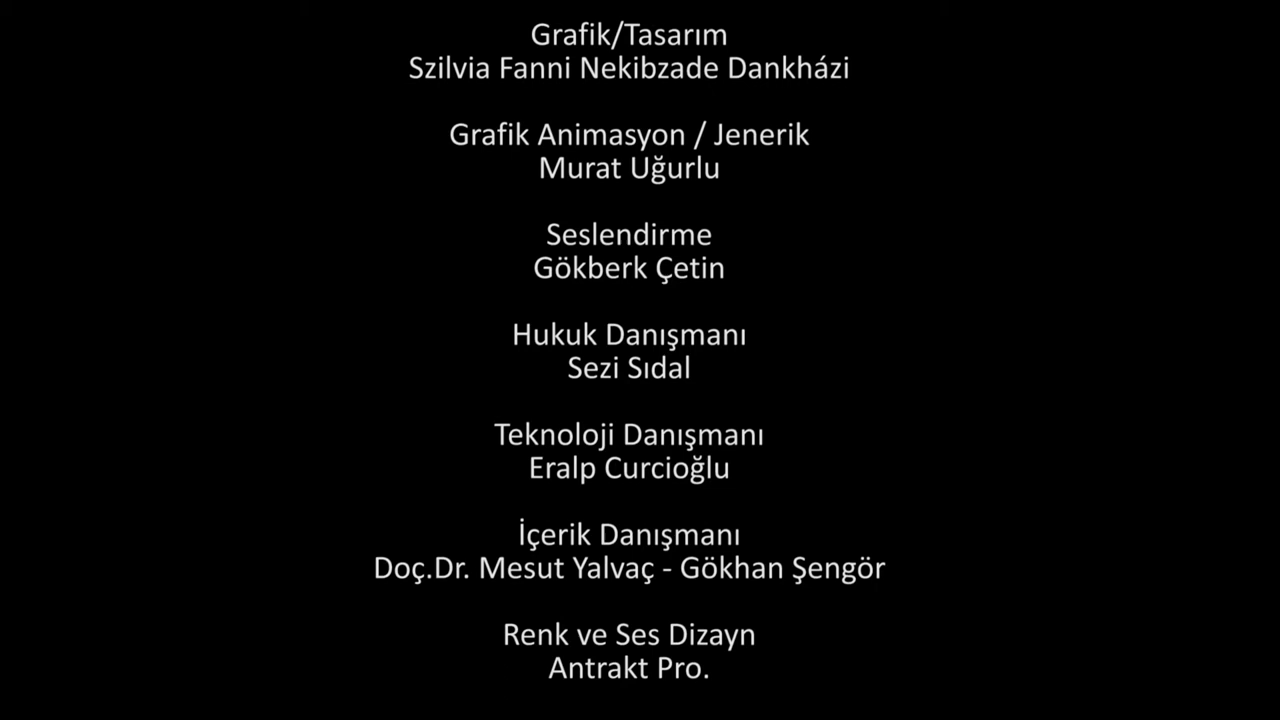 Grafik/Tasarım
Szilvia Fanni Nekibzade Dankházi
Grafik Animasyon / Jenerik
Murat Uğurlu
Seslendirme
Gökberk Çetin
Hukuk Danışmanı
Sezi Sıdal
Teknoloji Danışmanı
Eralp Curcioğlu
İçerik Danışmanı
Doç.Dr. Mesut Yalvaç - Gökhan Şengör
Renk ve Ses Dizayn
Antrakt Pro.